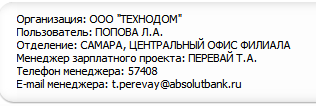 Организация: ООО "ТЕХНОДОМ"
Пользователь: ПОПОВА Л.А.
Отделение: САМАРА, ЦЕНТРАЛЬНЫЙ ОФИС ФИЛИАЛА
Менеджер зарплатного проекта: ПЕРЕВАЙ Т.А.
Телефон менеджера: 57408
E-mail менеджера: t.perevay@absolutbank.ru